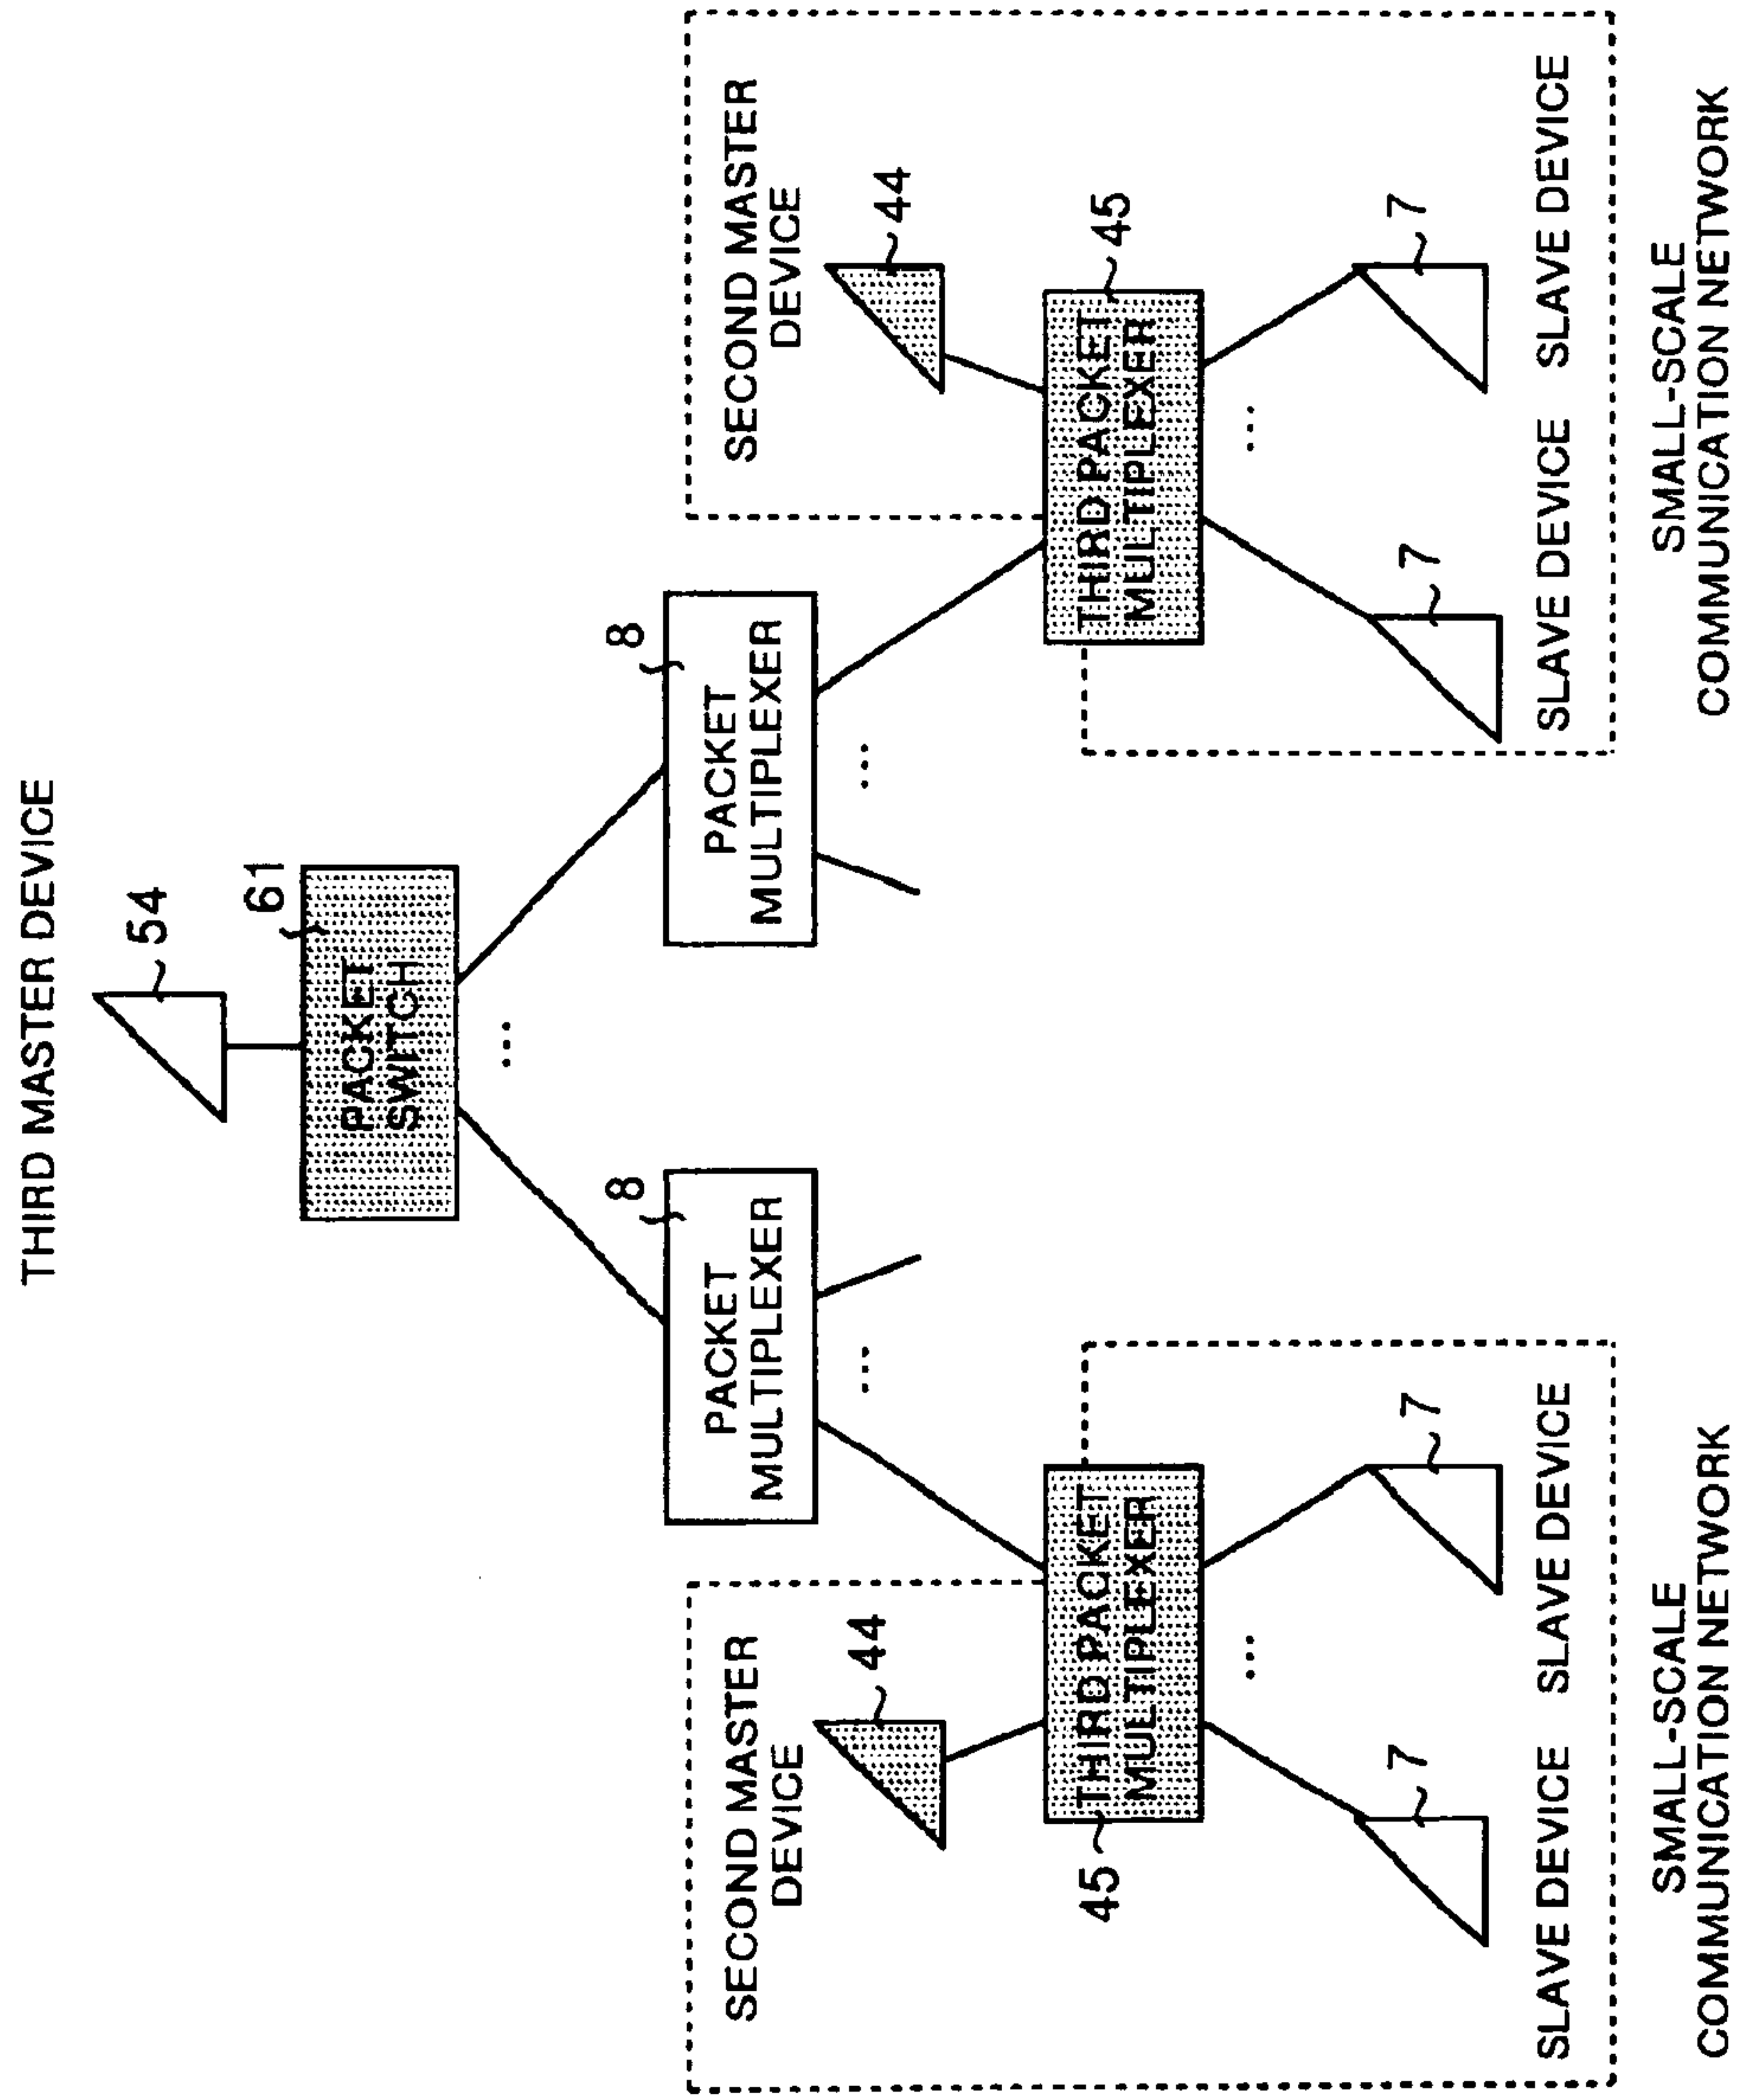 THIRD MASTER DEVICE
54
61
PACKET
SWITCH
8
PACKET
MULTIPLEXER
8
PACKET
MULTIPLEXER
SECOND MASTER
DEVICE
44
45
THIRD PACKET
MULTIPLEXER
7
7
SLAVE DEVICE
SLAVE DEVICE
SMALL-SCALE
COMMUNICATION NETWORK
SECOND MASTER
DEVICE
44
45
THIRD PACKET
MULTIPLEXER
7
7
SLAVE DEVICE
SLAVE DEVICE
SMALL-SCALE
COMMUNICATION NETWORK